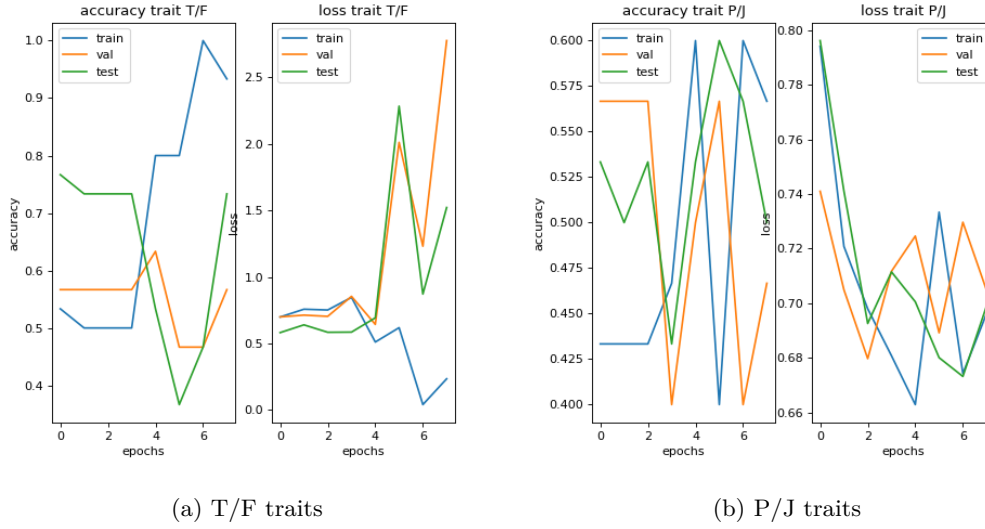 accuracy trait T/F
loss trait T/F
accuracy trait P/J
loss trait P/J
train
val
test
train
val
test
train
val
test
train
val
test
1.0
0.9
0.8
0.7
0.6
0.5
0.4
accuracy
0
2
4
6
epochs
2.5
2.0
1.5
1.0
0.5
0.0
loss
0
2
4
6
epochs
0.600
0.575
0.550
0.525
0.500
0.475
0.450
0.425
0.400
accuracy
0
2
4
6
epochs
0.80
0.78
0.76
0.74
0.72
0.70
0.68
0.66
loss
0
2
4
6
epochs
(a) T/F traits
(b) P/J traits